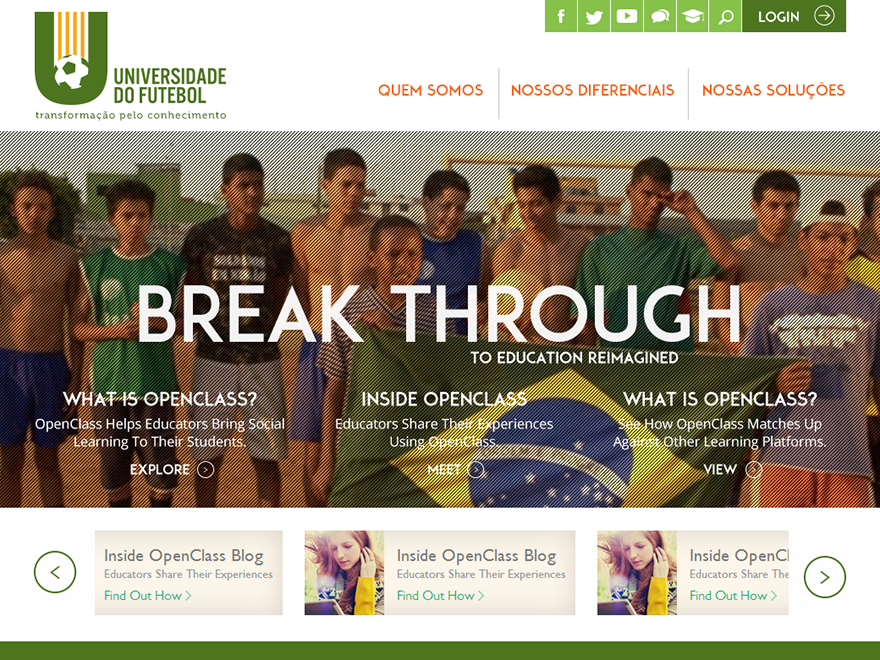 LOGIN
UNIVERSIDADE
DO FUTEBOL
transformação pelo conhecimento
QUEM SOMOS
NOSSOS DIFERENCIAIS
NOSSAS SOLUÇÕES
BREAK THROUGH
TO EDUCATION REIMAGINED
WHAT IS OPENCLASS?
OpenClass Helps Educators Bring Social
Learning To Their Students.
EXPLORE
INSIDE OPENCLASS
Educators Share Their Experiences
Using OpenClass.
MEET
WHAT IS OPENCLASS?
See How OpenClass Matches Up
Against Other Learning Platforms.
VIEW
Inside OpenClass Blog
Educators Share Their Experiences
Find Out How
Inside OpenClass Blog
Educators Share Their Experiences
Find Out How
Inside OpenCl
Educators Share The
Find Out How